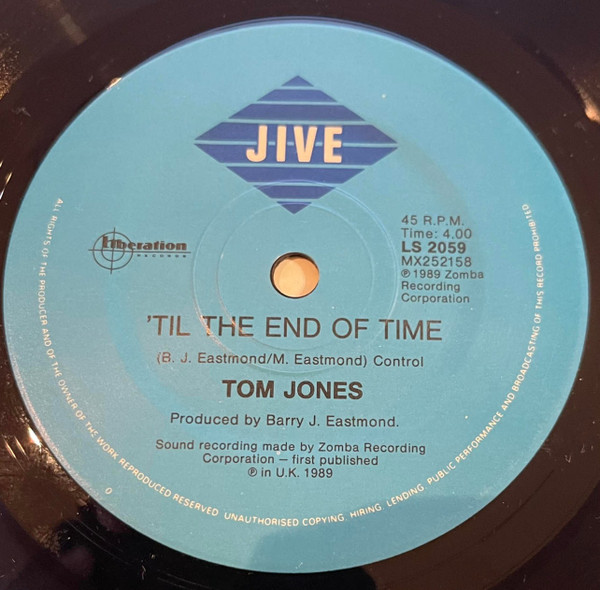 JIVE
45 R.P.M.
Time: 4.00
LS 2059
MX252158
℗ 1989 Zomba
Recording
Corporation
Liberation
RECORDS
'TIL THE END OF TIME
(B. J. Eastmond/M. Eastmond) Control
TOM JONES
Produced by Barry J. Eastmond.
Sound recording made by Zomba Recording
Corporation – first published
℗ in U.K. 1989
ALL RIGHTS OF THE PRODUCER AND OF THE OWNER OF THE WORK REPRODUCED RESERVED. UNAUTHORISED COPYING, HIRING, LENDING, PUBLIC PERFORMANCE AND BROADCASTING OF THIS RECORD PROHIBITED